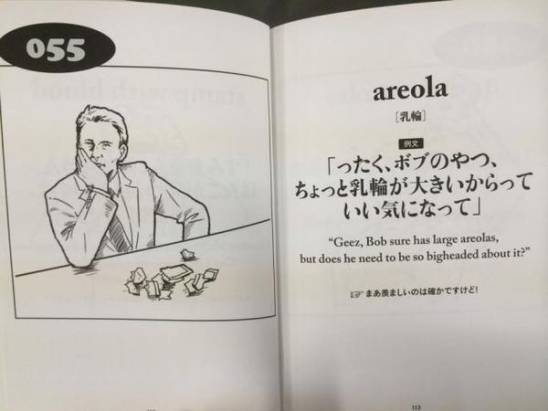 055
areola
[乳輪]
例文
「ったく、ボブのやつ、
ちょっと乳輪が大きいからって
いい気になって」
“Geez, Bob sure has large areolas,
but does he need to be so bigheaded about it?”
☞ まあ羨ましいのは確かですけど!
113